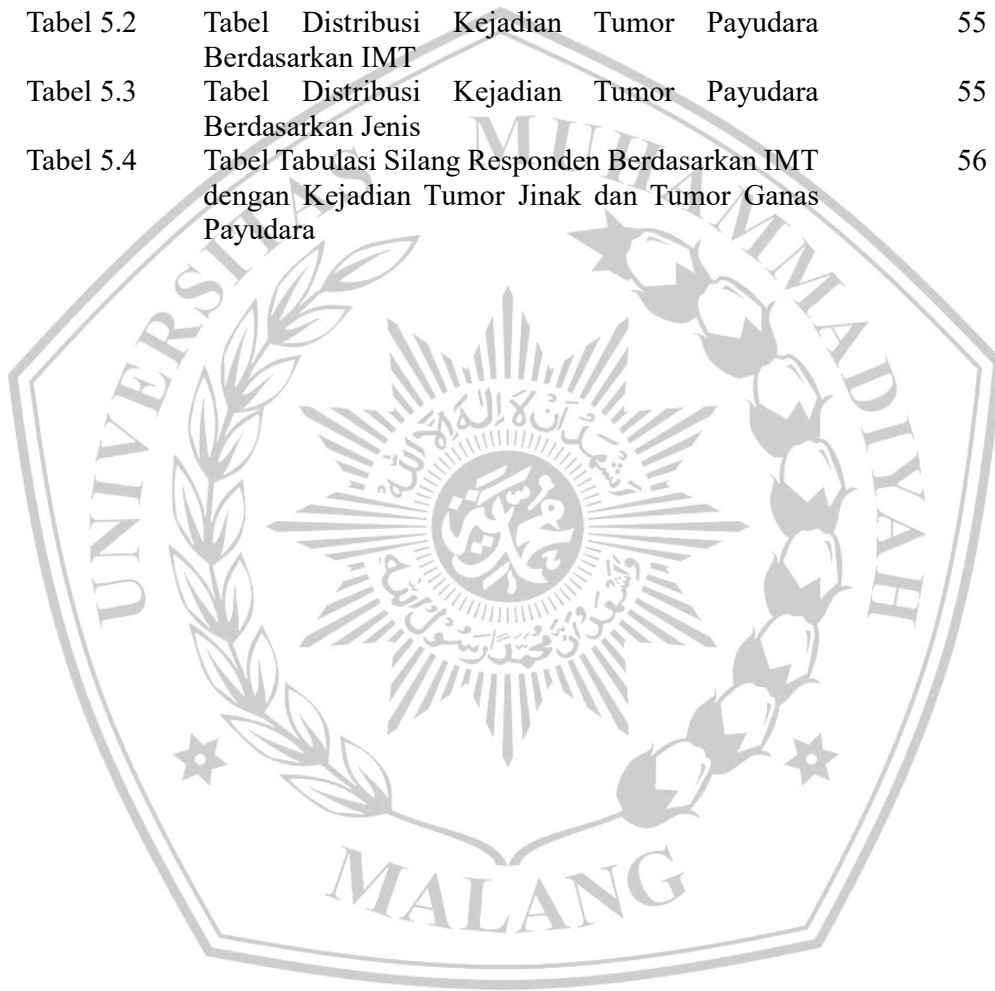 Tabel 5.2 Tabel Distribusi Kejadian Tumor Payudara 55
Berdasarkan IMT
Tabel 5.3 Tabel Distribusi Kejadian Tumor Payudara 55
Berdasarkan Jenis
Tabel 5.4 Tabel Tabulasi Silang Responden Berdasarkan IMT 56
dengan Kejadian Tumor Jinak dan Tumor Ganas
Payudara
UNIVERSITAS MUHAMMADIYAH
MALANG